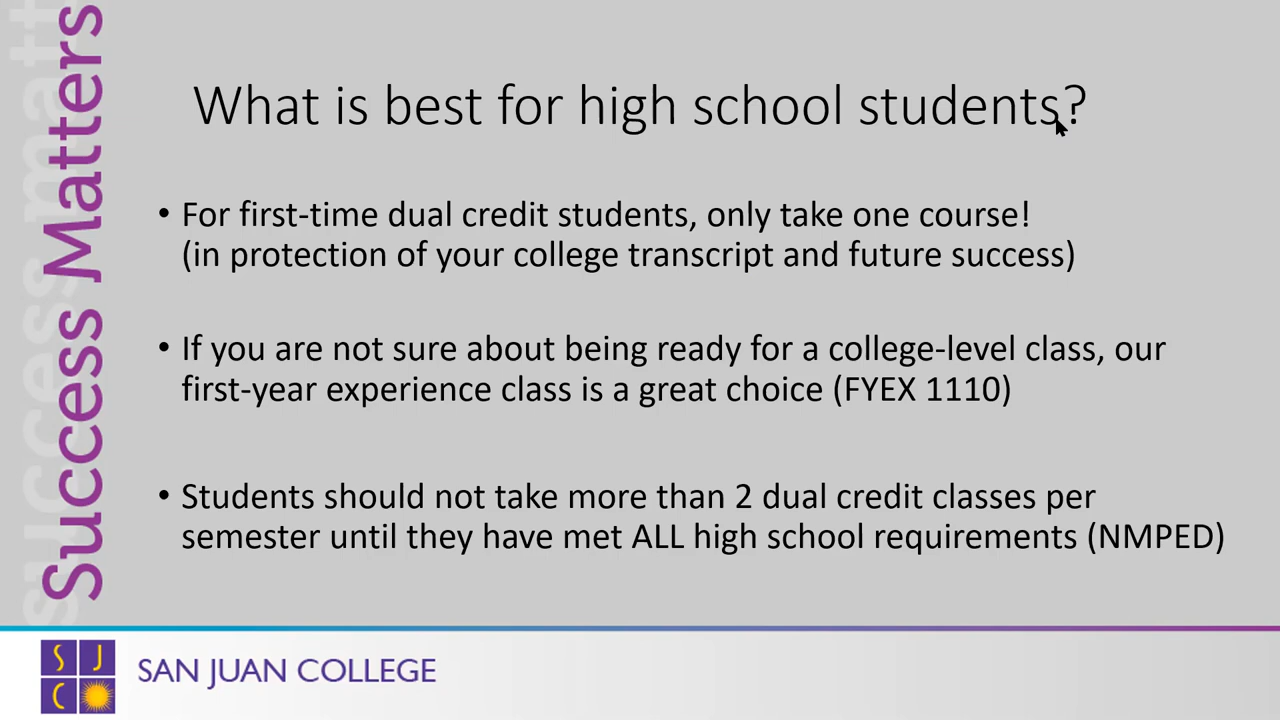 Success Matters
success matt
What is best for high school students?
• For first-time dual credit students, only take one course!
(in protection of your college transcript and future success)
• If you are not sure about being ready for a college-level class, our
first-year experience class is a great choice (FYEX 1110)
• Students should not take more than 2 dual credit classes per
semester until they have met ALL high school requirements (NMPED)
SJ
C
SAN JUAN COLLEGE